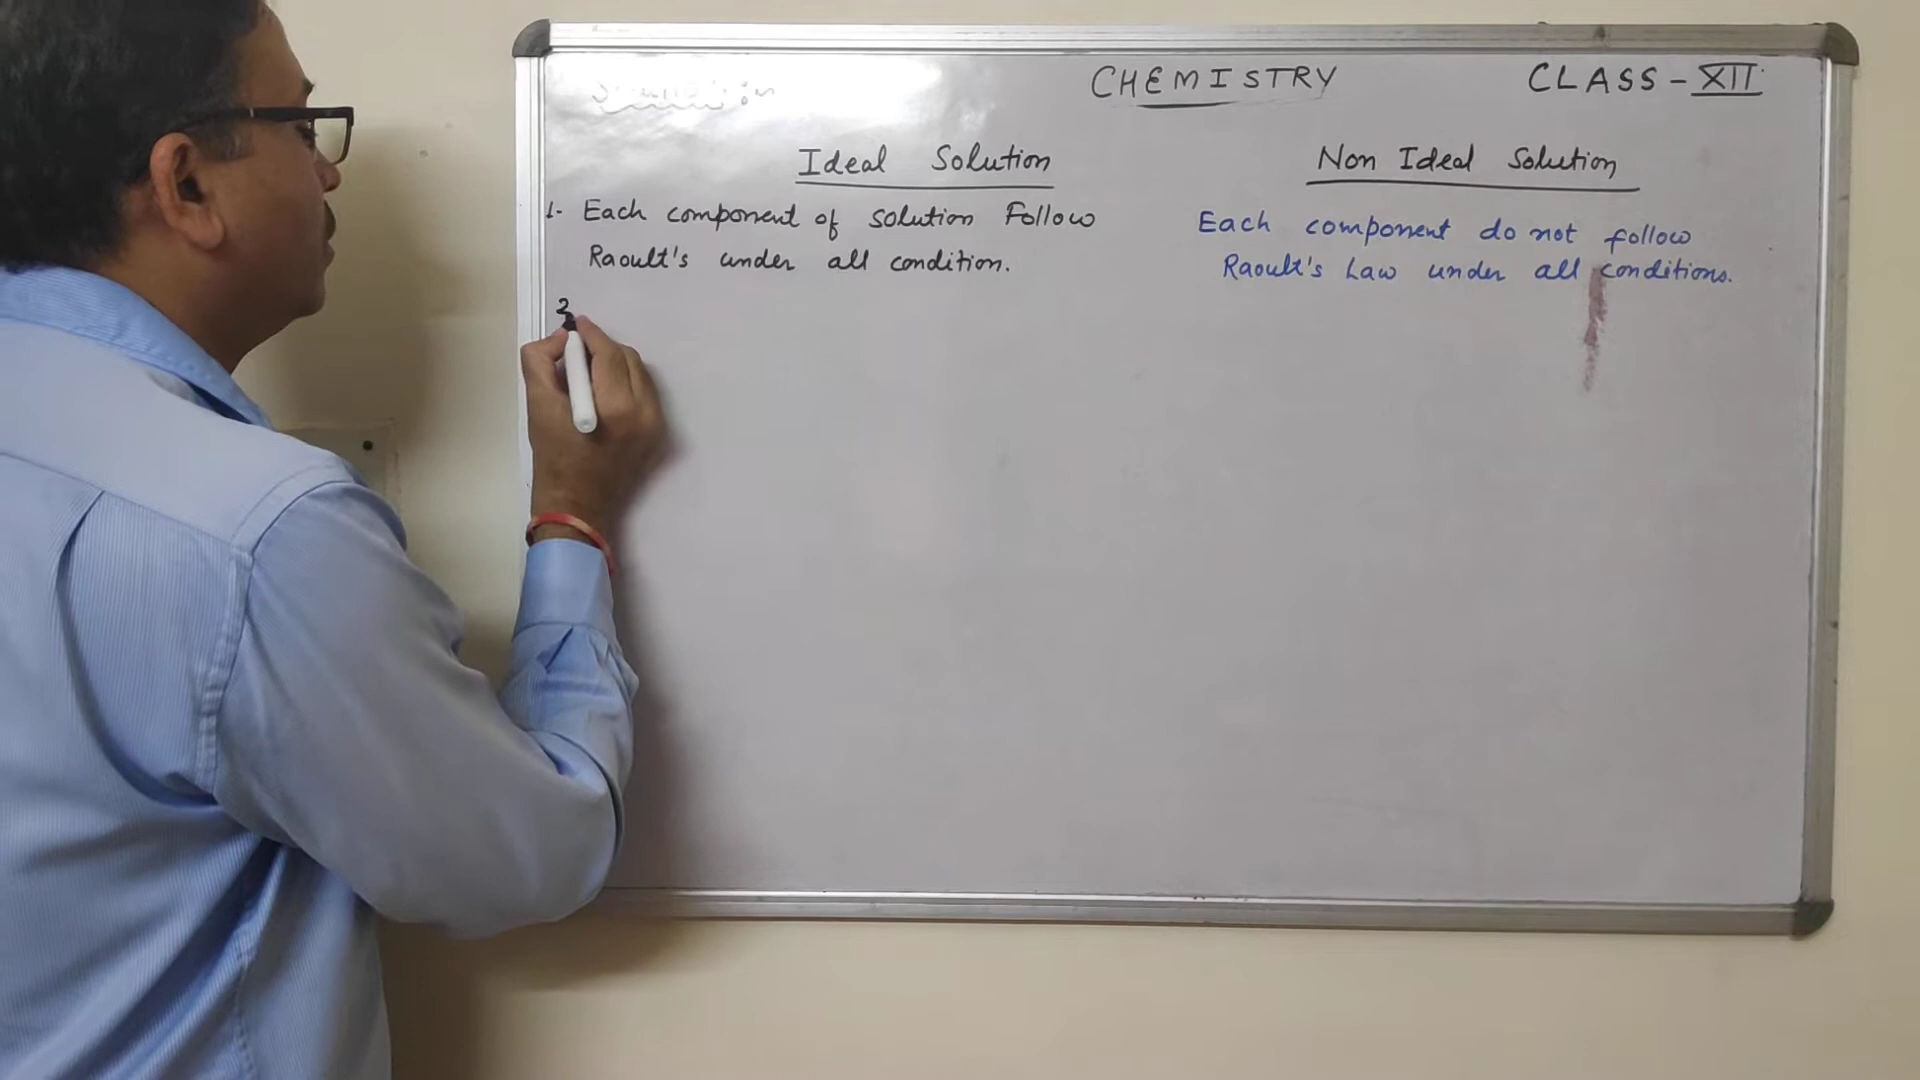 CHEMISTRY CLASS-XII
Ideal Solution Non Ideal Solution
1- Each component of solution Follow
Raoult's under all condition.
Each component do not follow
Raoult's Law under all conditions.
2